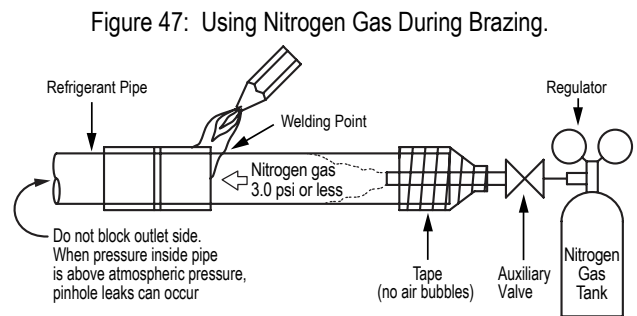 Figure 47: Using Nitrogen Gas During Brazing.
Refrigerant Pipe
Regulator
Welding Point
Nitrogen gas
3.0 psi or less
Do not block outlet side.
When pressure inside pipe
is above atmospheric pressure,
pinhole leaks can occur
Tape
(no air bubbles)
Auxiliary
Valve
Nitrogen
Gas
Tank